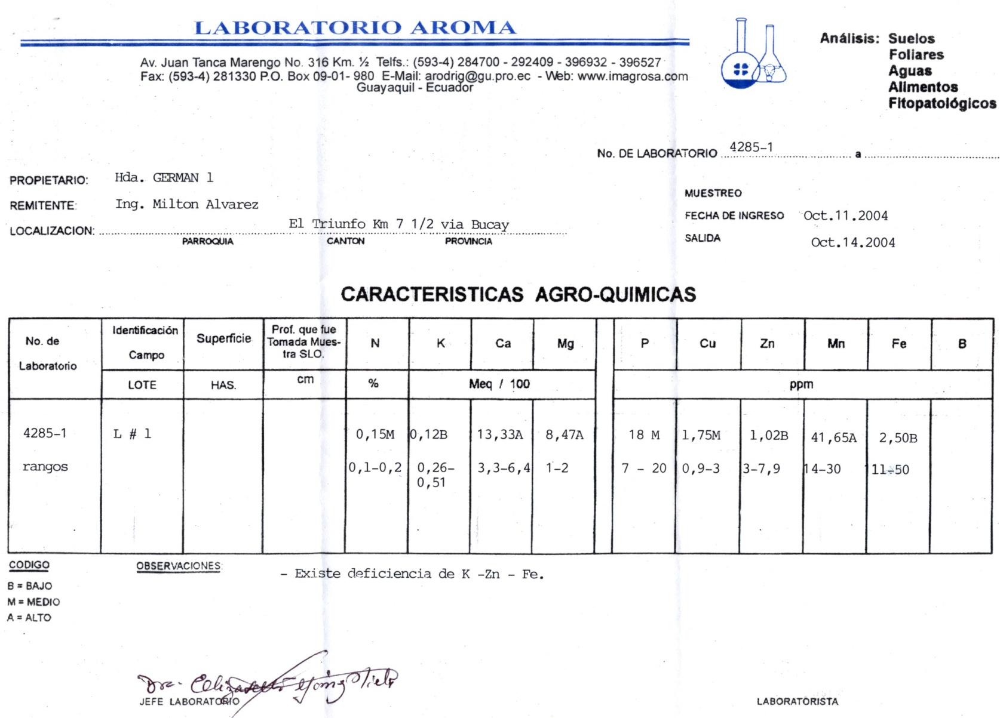 LABORATORIO AROMA
Av. Juan Tanca Marengo No. 316 Km. ½ Telfs.: (593-4) 284700 - 292409 - 396932 - 396527
Fax: (593-4) 281330 P.O. Box 09-01- 980 E-Mail: arodrig@gu.pro.ec - Web: www.imagrosa.com
Guayaquil - Ecuador
Análisis: Suelos
Foliares
Aguas
Alimentos
Fitopatológicos
No. DE LABORATORIO 4285-1 a
PROPIETARIO: Hda. GERMAN 1
REMITENTE: Ing. Milton Alvarez
LOCALIZACION: El Triunfo Km 7 1/2 via Bucay
PARROQUIA CANTON PROVINCIA
MUESTREO
FECHA DE INGRESO Oct.11.2004
SALIDA Oct.14.2004
CARACTERISTICAS AGRO-QUIMICAS
No. de Laboratorio Identificación Campo Superficie Prof. que fue Tomada Mues-tra SLO. N K Ca Mg P Cu Zn Mn Fe B
LOTE HAS. cm % Meq / 100 ppm
4285-1 L # 1 0,15M 0,12B 13,33A 8,47A 18 M 1,75M 1,02B 41,65A 2,50B
rangos 0,1-0,2 0,26-0,51 3,3-6,4 1-2 7 - 20 0,9-3 3-7,9 14-30 11-50
CODIGO
B = BAJO
M = MEDIO
A = ALTO
OBSERVACIONES: - Existe deficiencia de K -Zn - Fe.
Dra.
JEFE LABORATORIO
LABORATORISTA